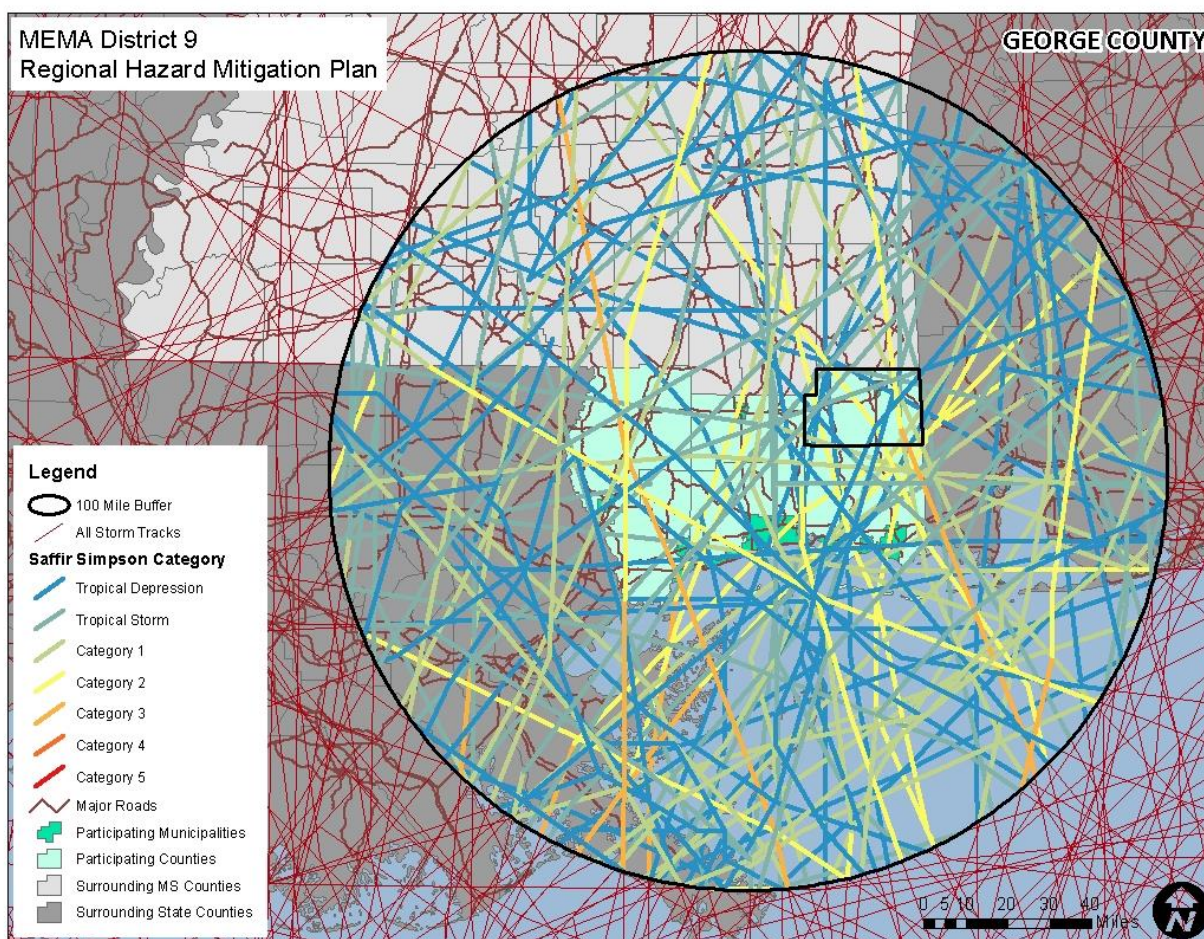 MEMA District 9
Regional Hazard Mitigation Plan
GEORGE COUNTY
Legend
100 Mile Buffer
All Storm Tracks
Saffir Simpson Category
Tropical Depression
Tropical Storm
Category 1
Category 2
Category 3
Category 4
Category 5
Major Roads
Participating Municipalities
Participating Counties
Surrounding MS Counties
Surrounding State Counties
0 5 10 20 30 40
Miles
N